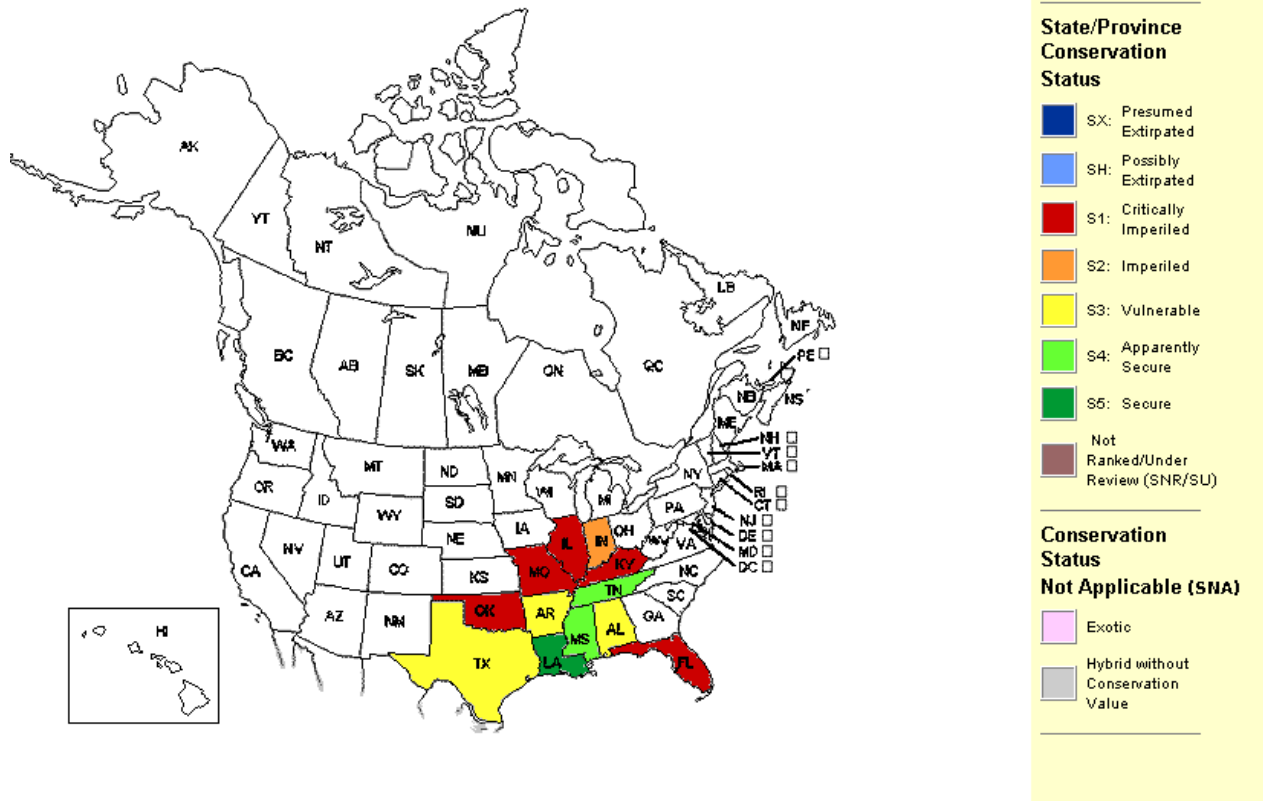 AK
YT
NT
NU
LB
NF
BC
AB
SK
MB
ON
QC
PE
NB
NS
ME
NH
VT
MA
WA
MT
ND
MN
NY
RI
CT
OR
ID
SD
WI
MI
PA
NJ
WY
DE
IA
OH
MD
NE
IL
IN
WV
VA
DC
NV
UT
CO
CA
KS
MO
KY
NC
TN
SC
AZ
NM
OK
AR
GA
MS
AL
HI
TX
LA
FL
State/Province
Conservation
Status
SX: Presumed
Extirpated
SH: Possibly
Extirpated
S1: Critically
Imperiled
S2: Imperiled
S3: Vulnerable
S4: Apparently
Secure
S5: Secure
Not
Ranked/Under
Review (SNR/SU)
Conservation
Status
Not Applicable (SNA)
Exotic
Hybrid without
Conservation
Value